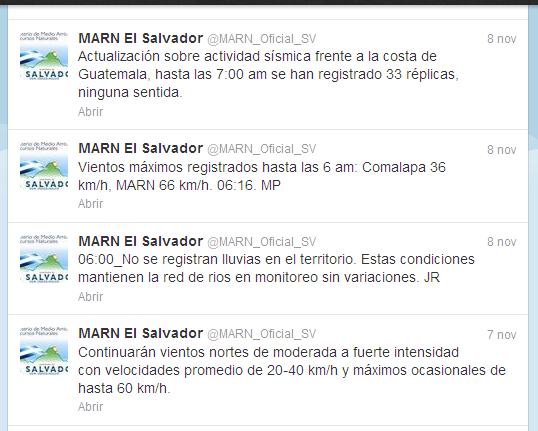 MARN El Salvador @MARN_Oficial_SV 8 nov
Actualización sobre actividad sísmica frente a la costa de
Guatemala, hasta las 7:00 am se han registrado 33 réplicas,
ninguna sentida.
Abrir
MARN El Salvador @MARN_Oficial_SV 8 nov
Vientos máximos registrados hasta las 6 am: Comalapa 36
km/h, MARN 66 km/h. 06:16. MP
Abrir
MARN El Salvador @MARN_Oficial_SV 8 nov
06:00_No se registran lluvias en el territorio. Estas condiciones
mantienen la red de rios en monitoreo sin variaciones. JR
Abrir
MARN El Salvador @MARN_Oficial_SV 7 nov
Continuarán vientos nortes de moderada a fuerte intensidad
con velocidades promedio de 20-40 km/h y máximos ocasionales de
hasta 60 km/h.
Abrir